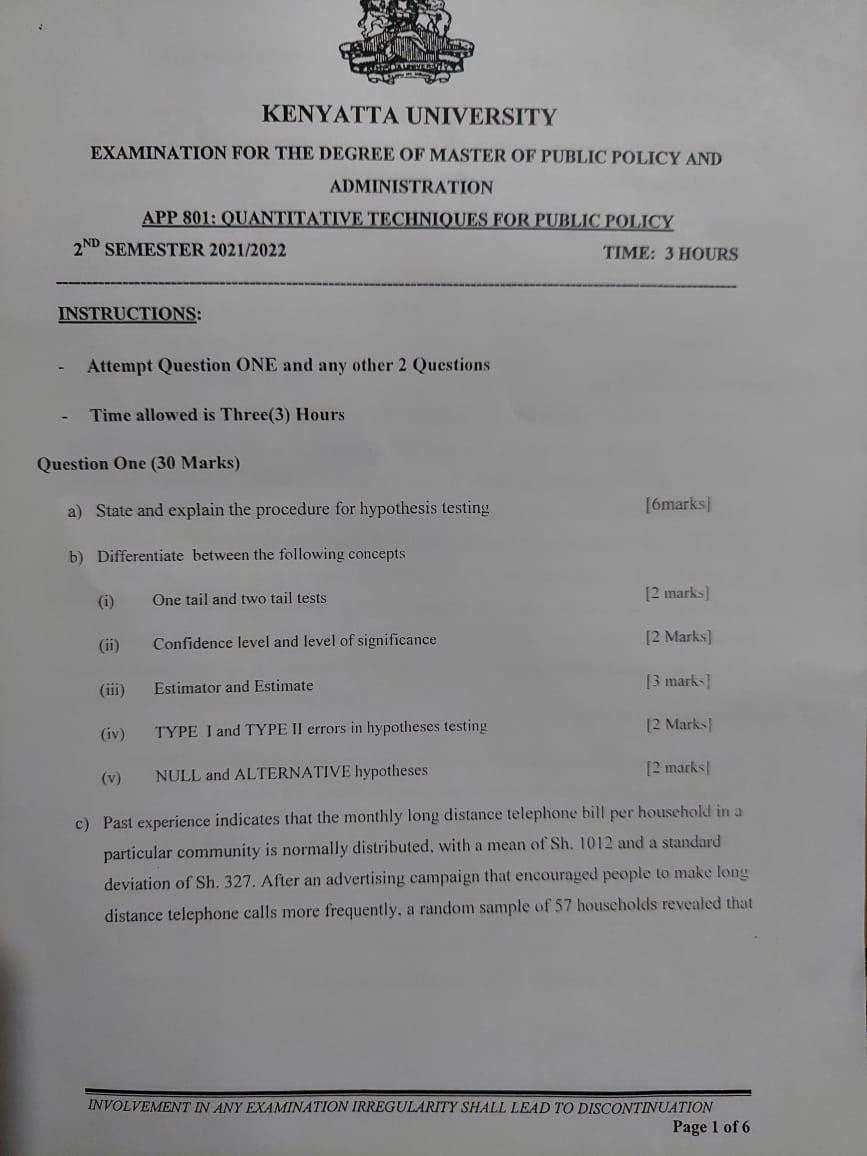 KENYATTA UNIVERSITY
EXAMINATION FOR THE DEGREE OF MASTER OF PUBLIC POLICY AND
ADMINISTRATION
APP 801: QUANTITATIVE TECHNIQUES FOR PUBLIC POLICY
2ND SEMESTER 2021/2022 TIME: 3 HOURS
INSTRUCTIONS:
- Attempt Question ONE and any other 2 Questions
- Time allowed is Three(3) Hours
Question One (30 Marks)
a) State and explain the procedure for hypothesis testing [6marks]
b) Differentiate between the following concepts
(i) One tail and two tail tests [2 marks]
(ii) Confidence level and level of significance [2 Marks]
(iii) Estimator and Estimate [3 marks]
(iv) TYPE I and TYPE II errors in hypotheses testing [2 Marks]
(v) NULL and ALTERNATIVE hypotheses [2 marks]
c) Past experience indicates that the monthly long distance telephone bill per household in a
particular community is normally distributed, with a mean of Sh. 1012 and a standard
deviation of Sh. 327. After an advertising campaign that encouraged people to make long
distance telephone calls more frequently, a random sample of 57 households revealed that
INVOLVEMENT IN ANY EXAMINATION IRREGULARITY SHALL LEAD TO DISCONTINUATION
Page 1 of 6